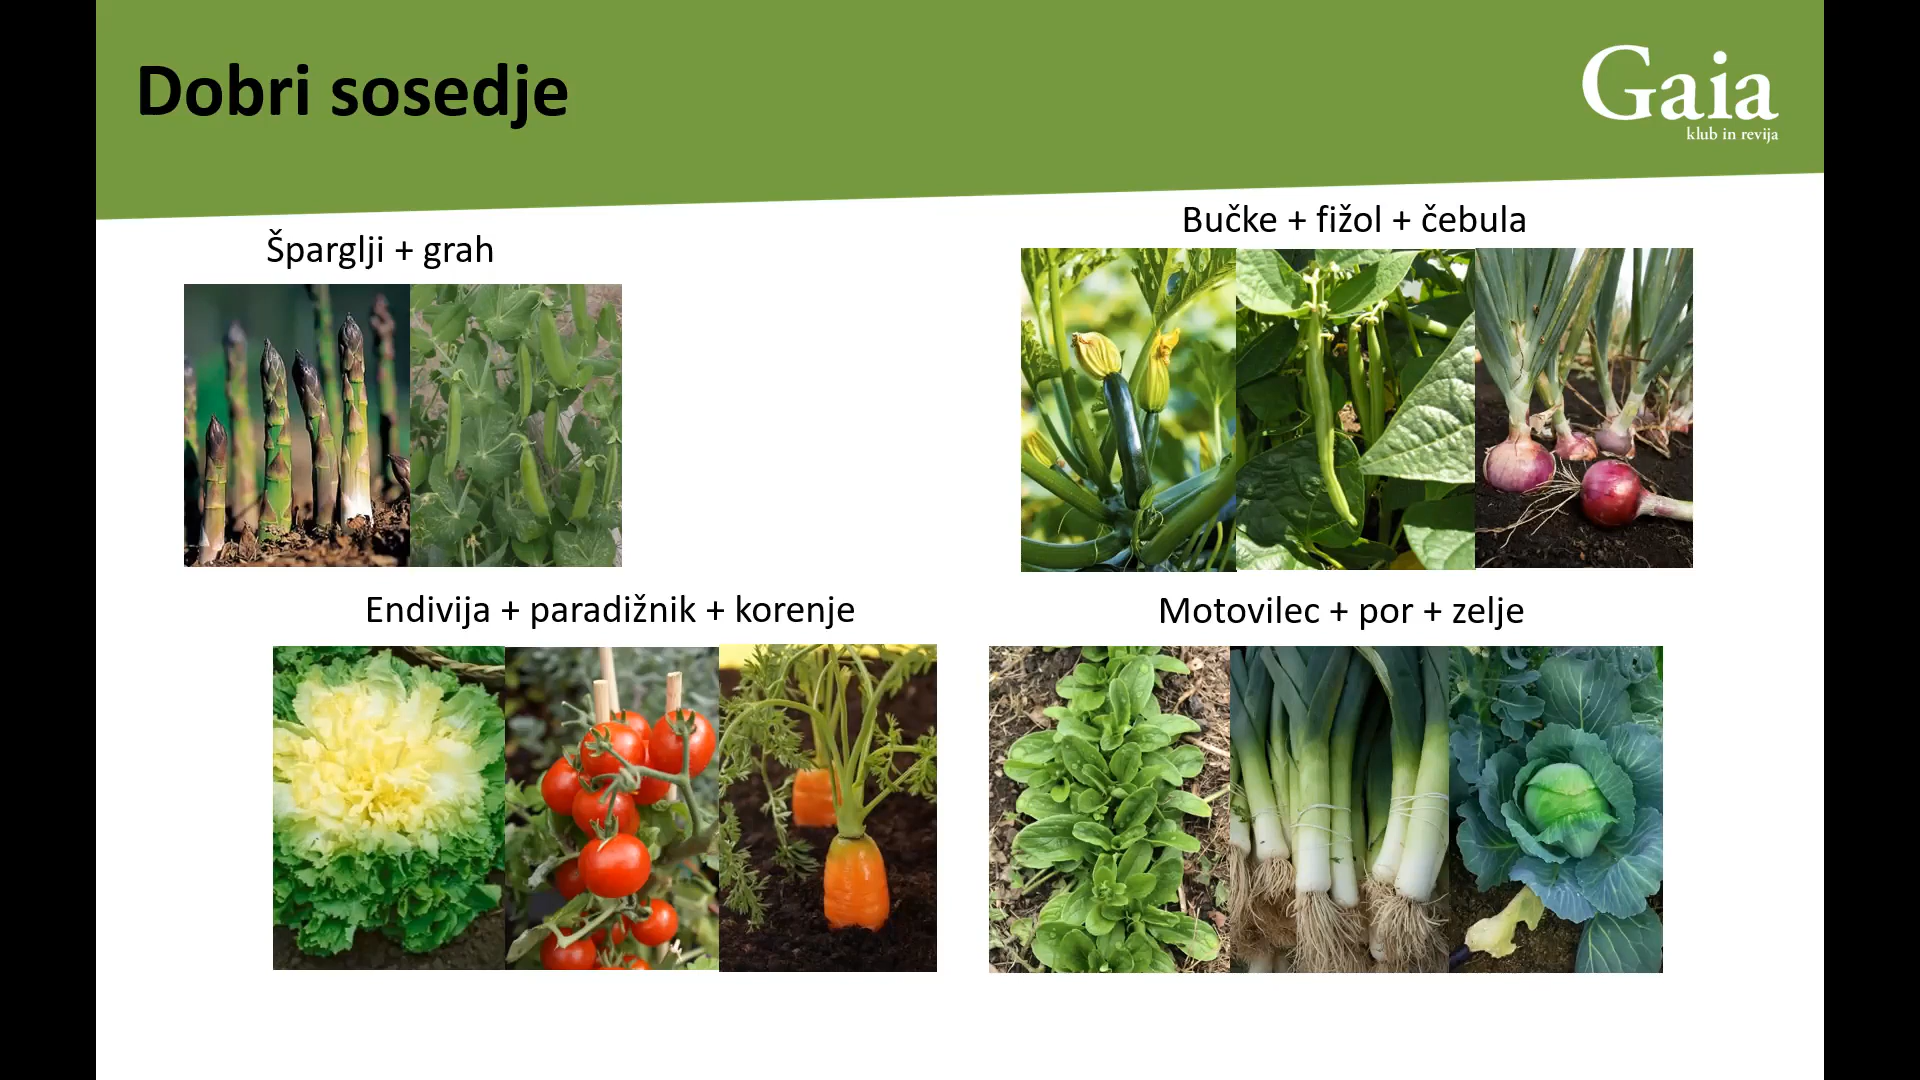 Dobri sosedje
Gaia
klub in revija
Šparglji + grah
Bučke + fižol + čebula
Endivija + paradižnik + korenje
Motovilec + por + zelje